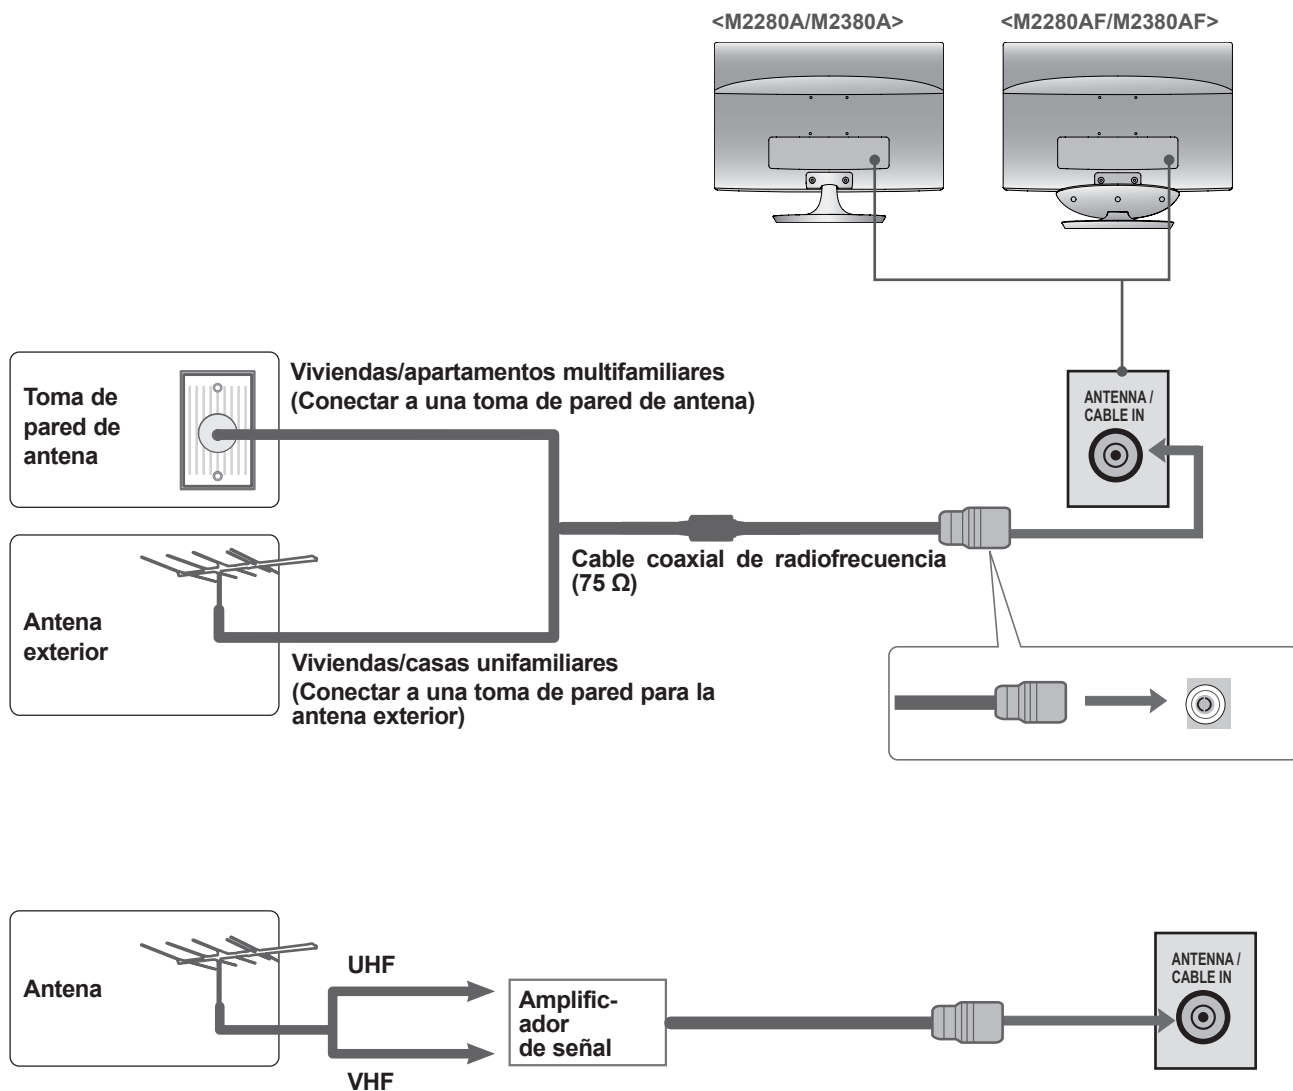 <M2280A/M2380A>
<M2280AF/M2380AF>
Toma de
pared de
antena
Viviendas/apartamentos multifamiliares
(Conectar a una toma de pared de antena)
ANTENNA /
CABLE IN
Cable coaxial de radiofrecuencia
(75 Ω)
Antena
exterior
Viviendas/casas unifamiliares
(Conectar a una toma de pared para la
antena exterior)
Antena
UHF
VHF
Amplific-
ador
de señal
ANTENNA /
CABLE IN